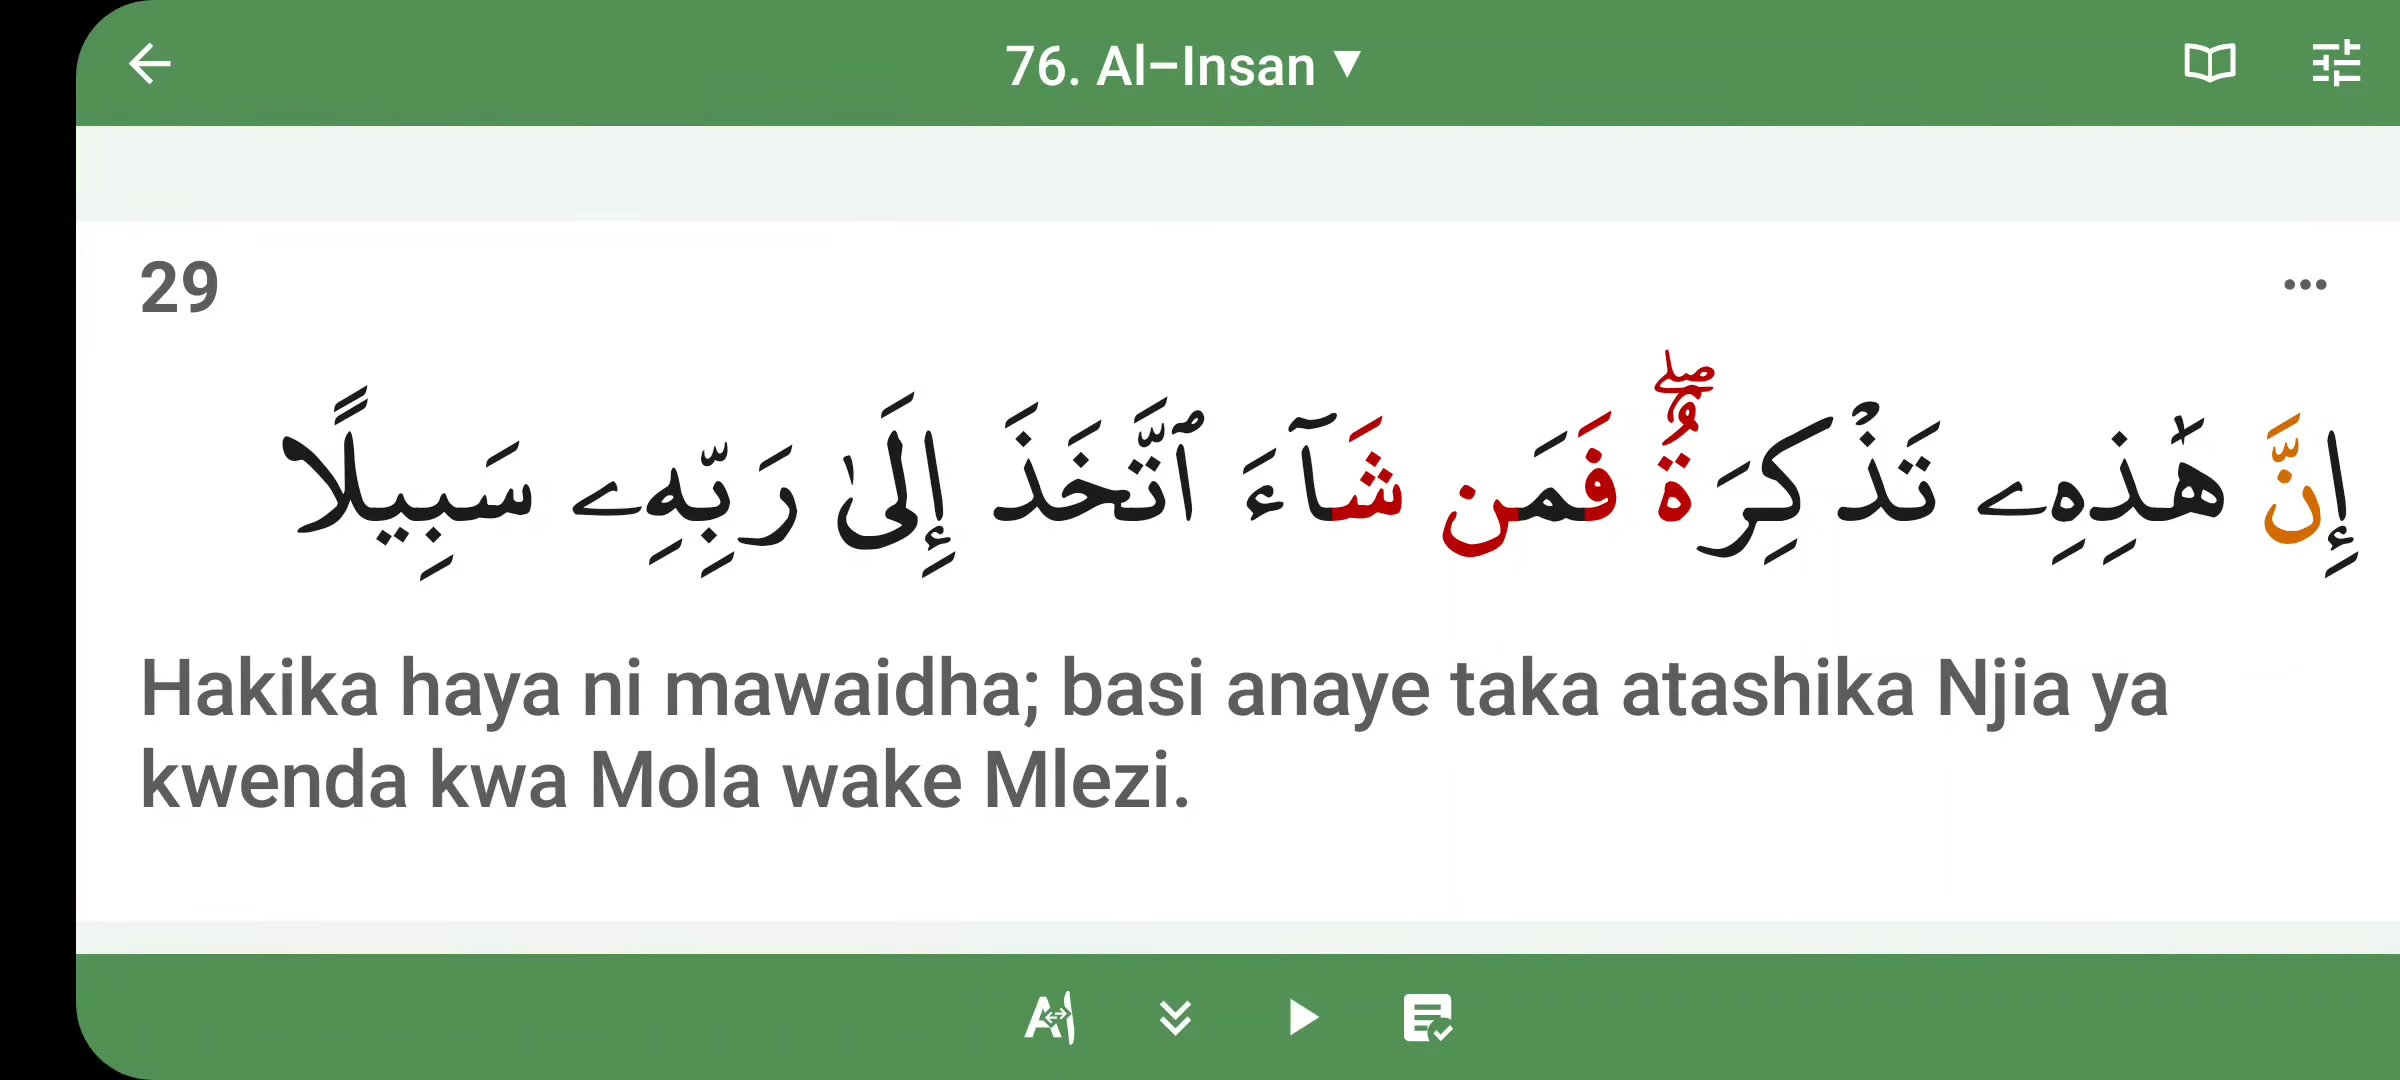 76. Al-Insan ▼
29
إِنَّ هَٰذِهِۦ تَذْكِرَةٌۖ فَمَن شَآءَ ٱتَّخَذَ إِلَىٰ رَبِّهِۦ سَبِيلًا
Hakika haya ni mawaidha; basi anaye taka atashika Njia ya
kwenda kwa Mola wake Mlezi.